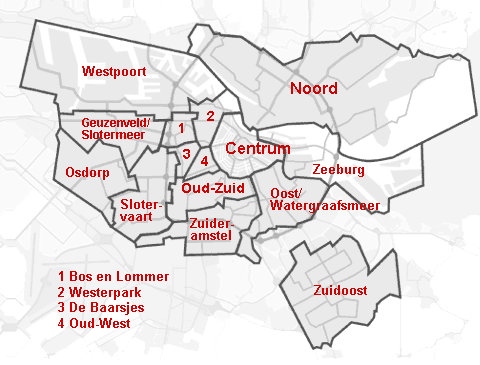 Westpoort
Noord
Geuzenveld/
Slotermeer
1
2
3
4
Centrum
Osdorp
Zeeburg
Oud-Zuid
Sloter-
vaart
Oost/
Watergraafsmeer
Zuider-
amstel
Zuidoost
1 Bos en Lommer
2 Westerpark
3 De Baarsjes
4 Oud-West